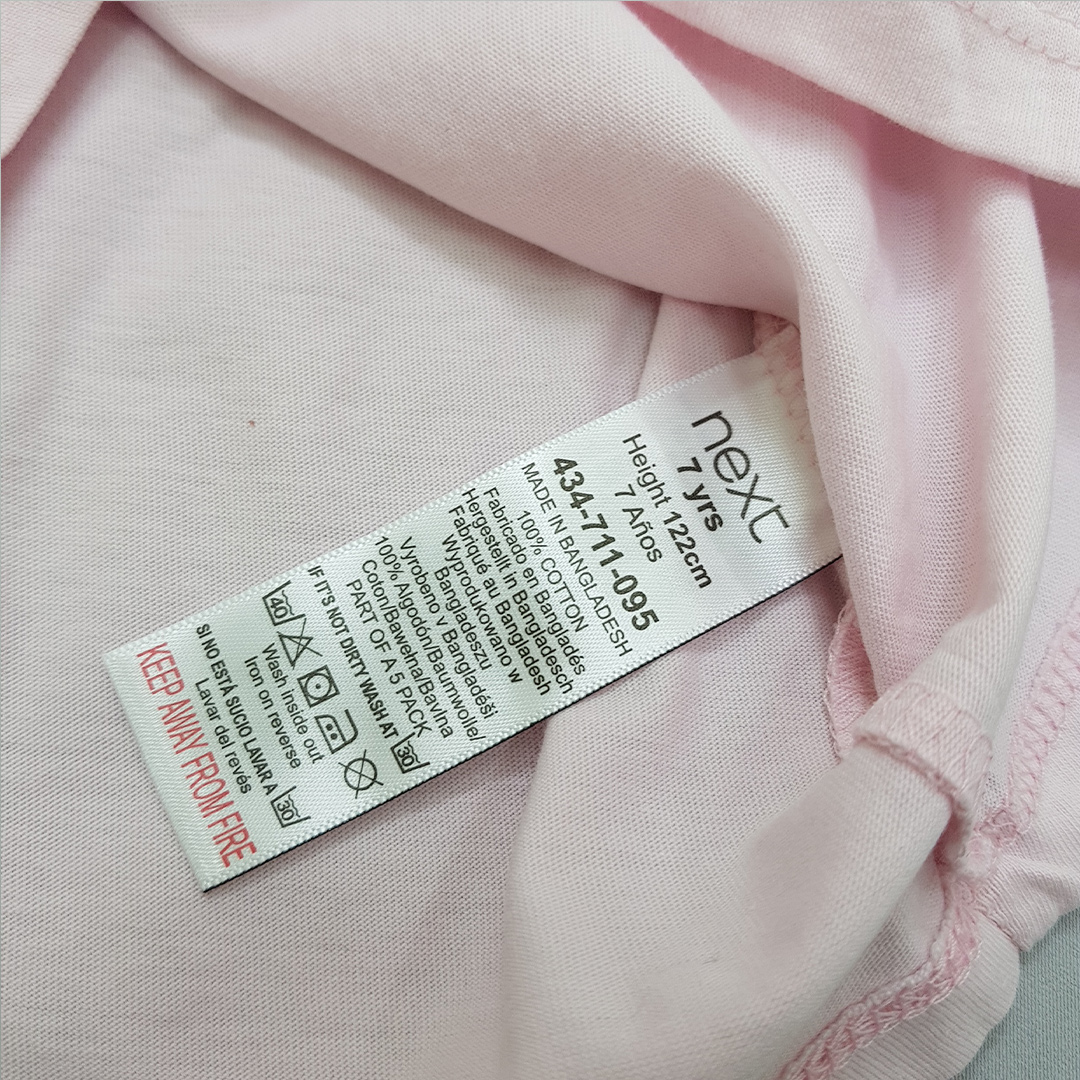 next
7 yrs
Height 122cm
7 Años
434-711-095
MADE IN BANGLADESH
100% COTTON
Fabricado en Bangladés
Hergestellt in Bangladesch
Fabriqué au Bangladesh
Wyprodukowano w
Bangladeszu
Vyrobeno v Bangladéši
100% Algodón/Baumwolle/
Coton/Bawełna/Bavlna
PART OF A 5 PACK
IF IT'S NOT DIRTY WASH AT 30
40
Wash inside out
Iron on reverse
SI NO ESTÁ SUCIO LAVAR A 30
Lavar del revés
KEEP AWAY FROM FIRE